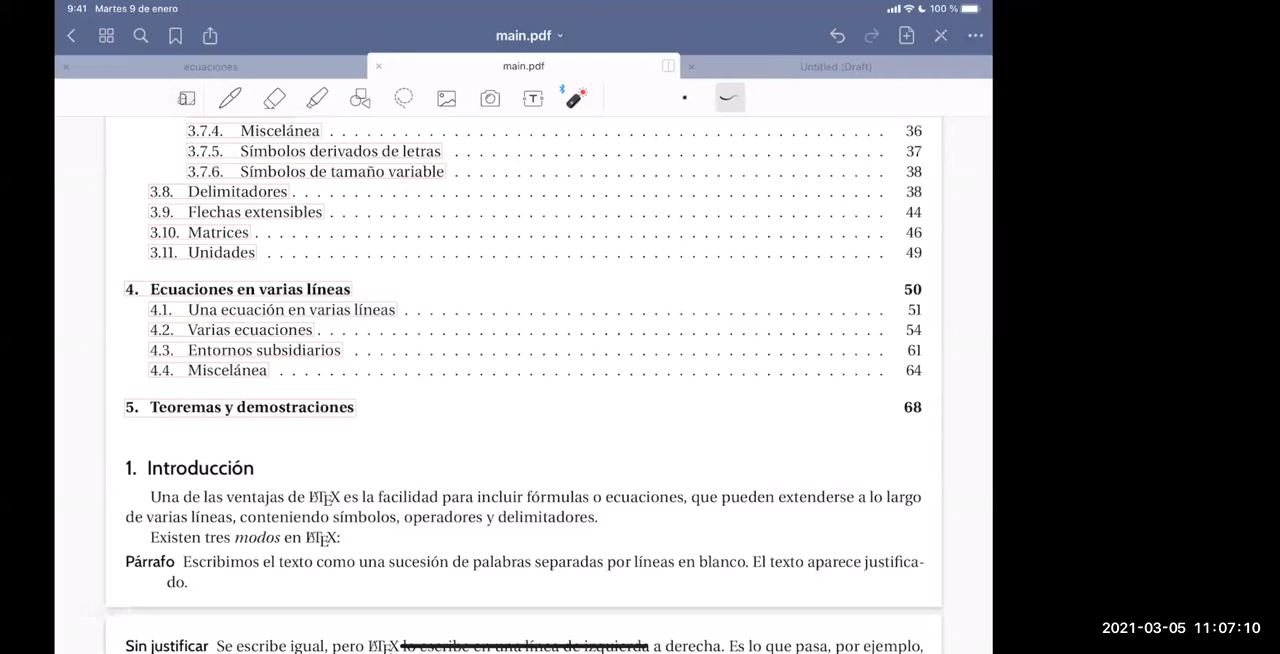 9:41 Martes 9 de enero 100 %
main.pdf
ecuaciones main.pdf Untitled (Draft)
3.7.4. Miscelánea . . . . . . . . . . . . . . . . . . . . 36
3.7.5. Símbolos derivados de letras . . . . . . . . . . . . . . . . . . . . 37
3.7.6. Símbolos de tamaño variable . . . . . . . . . . . . . . . . . . . . 38
3.8. Delimitadores . . . . . . . . . . . . . . . . . . . . 38
3.9. Flechas extensibles . . . . . . . . . . . . . . . . . . . . 44
3.10. Matrices . . . . . . . . . . . . . . . . . . . . 46
3.11. Unidades . . . . . . . . . . . . . . . . . . . . 49
4. Ecuaciones en varias líneas 50
4.1. Una ecuación en varias líneas . . . . . . . . . . . . . . . . . . . . 51
4.2. Varias ecuaciones . . . . . . . . . . . . . . . . . . . . 54
4.3. Entornos subsidiarios . . . . . . . . . . . . . . . . . . . . 61
4.4. Miscelánea . . . . . . . . . . . . . . . . . . . . 64
5. Teoremas y demostraciones 68
1. Introducción
Una de las ventajas de LATEX es la facilidad para incluir fórmulas o ecuaciones, que pueden extenderse a lo largo
de varias líneas, conteniendo símbolos, operadores y delimitadores.
Existen tres modos en LATEX:
Párrafo Escribimos el texto como una sucesión de palabras separadas por líneas en blanco. El texto aparece justifica-
do.
Sin justificar Se escribe igual, pero LATEX lo escribe en una línea de izquierda a derecha. Es lo que pasa, por ejemplo,
2021-03-05 11:07:10